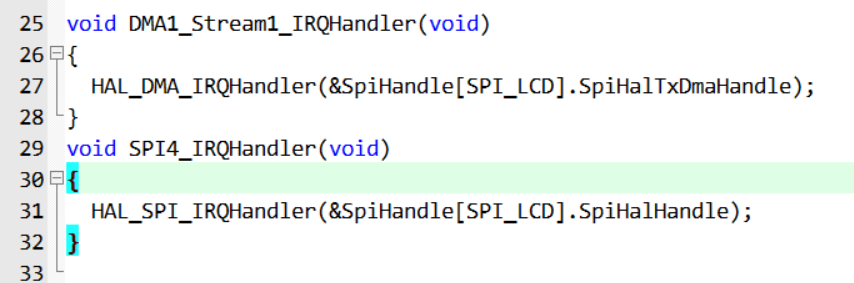 25 void DMA1_Stream1_IRQHandler(void)
26 {
27   HAL_DMA_IRQHandler(&SpiHandle[SPI_LCD].SpiHalTxDmaHandle);
28 }
29 void SPI4_IRQHandler(void)
30 {
31   HAL_SPI_IRQHandler(&SpiHandle[SPI_LCD].SpiHalHandle);
32 }
33